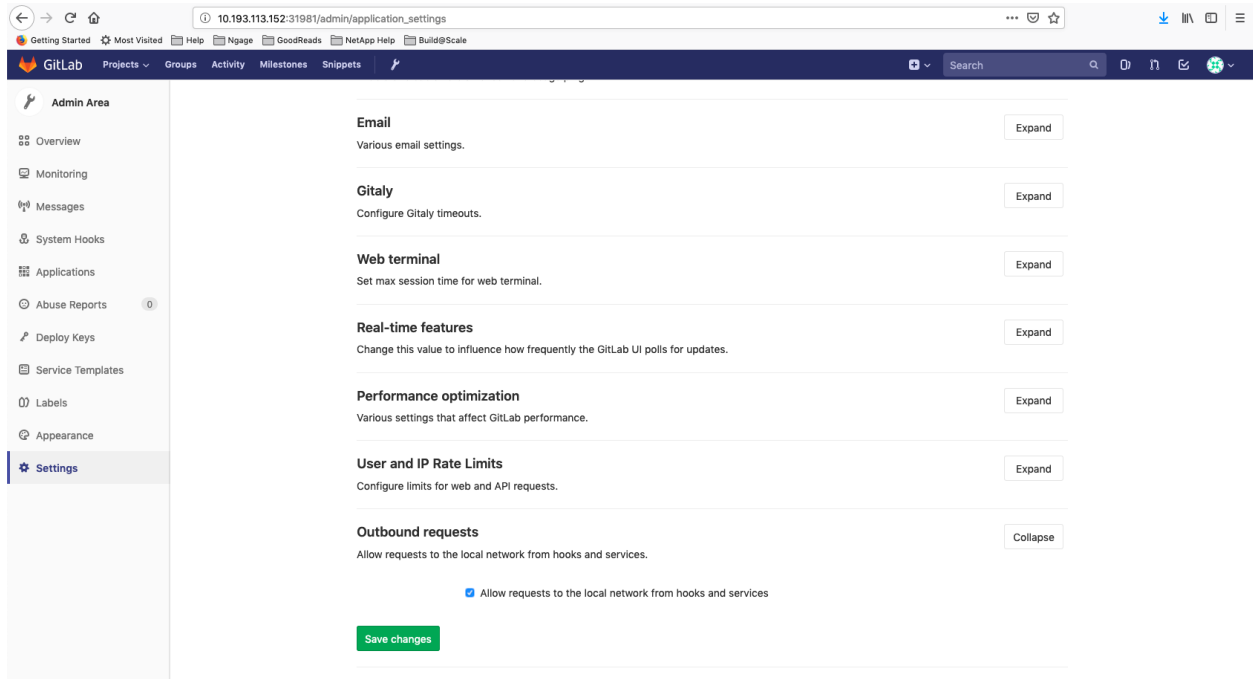 10.193.113.152:31981/admin/application_settings
Getting Started Most Visited Help Ngage GoodReads NetApp Help Build@Scale
GitLab Projects Groups Activity Milestones Snippets Search
Admin Area
Overview
Monitoring
Messages
System Hooks
Applications
Abuse Reports 0
Deploy Keys
Service Templates
Labels
Appearance
Settings
Email
Expand
Various email settings.
Gitaly
Expand
Configure Gitaly timeouts.
Web terminal
Expand
Set max session time for web terminal.
Real-time features
Expand
Change this value to influence how frequently the GitLab UI polls for updates.
Performance optimization
Expand
Various settings that affect GitLab performance.
User and IP Rate Limits
Expand
Configure limits for web and API requests.
Outbound requests
Collapse
Allow requests to the local network from hooks and services.
Allow requests to the local network from hooks and services
Save changes